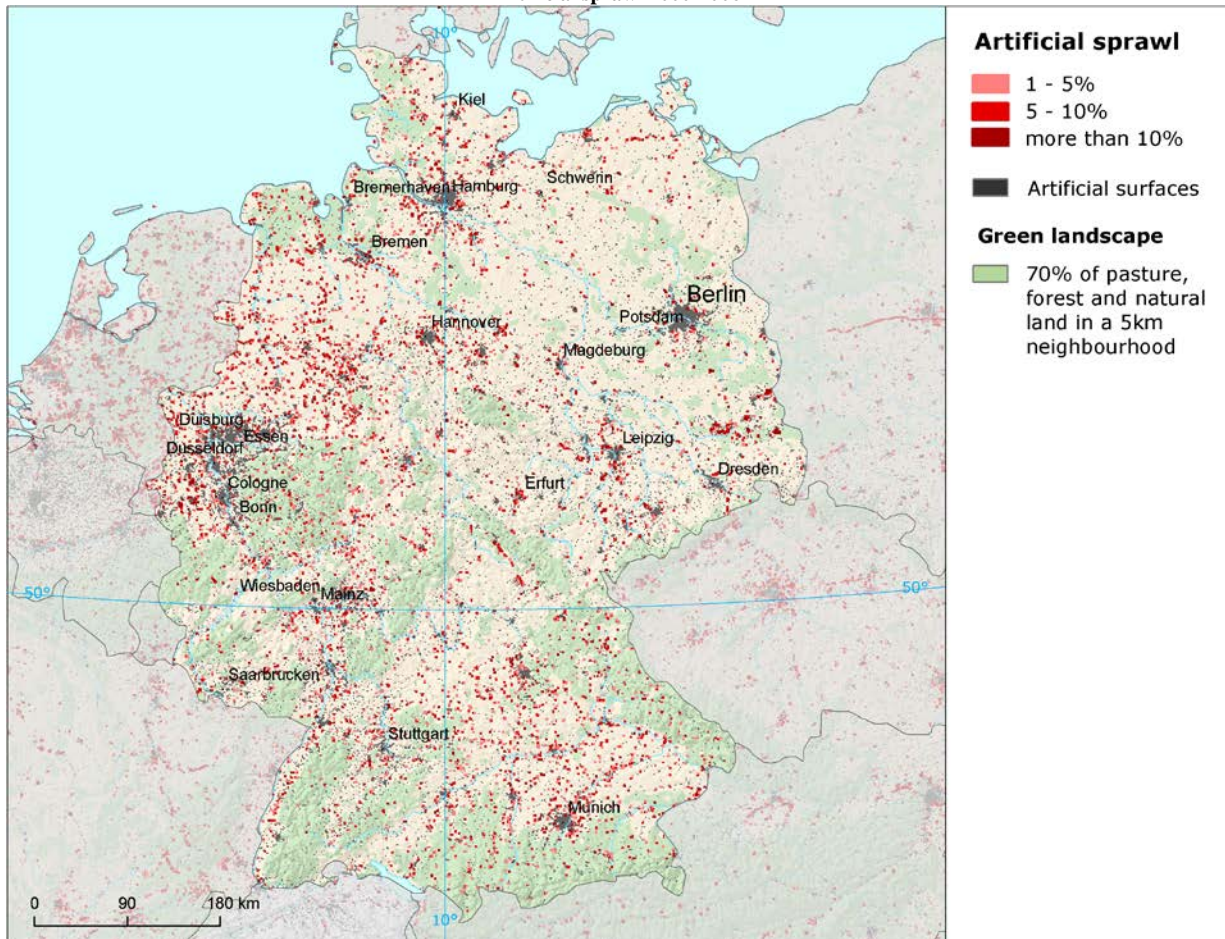 10°
Artificial sprawl
1 - 5%
5 - 10%
more than 10%
Artificial surfaces
Green landscape
70% of pasture,
forest and natural
land in a 5km
neighbourhood
Kiel
Schwerin
Bremerhaven
Hamburg
Bremen
Berlin
Potsdam
Hannover
Magdeburg
Duisburg
Essen
Dusseldorf
Leipzig
Dresden
Cologne
Erfurt
Bonn
50°
Wiesbaden
Mainz
50°
Saarbrucken
Stuttgart
Munich
0 90 180 km
10°